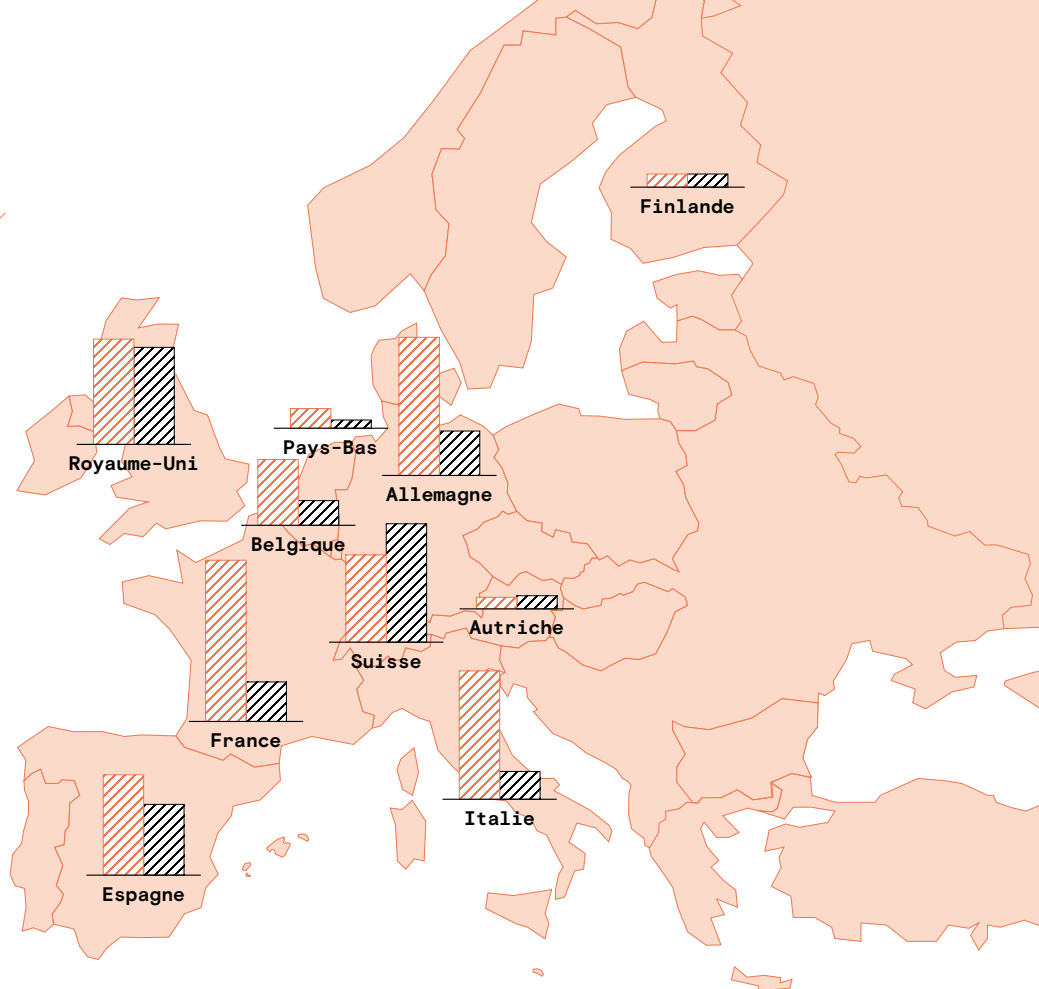 Finlande
Royaume-Uni
Pays-Bas
Allemagne
Belgique
Autriche
Suisse
France
Italie
Espagne